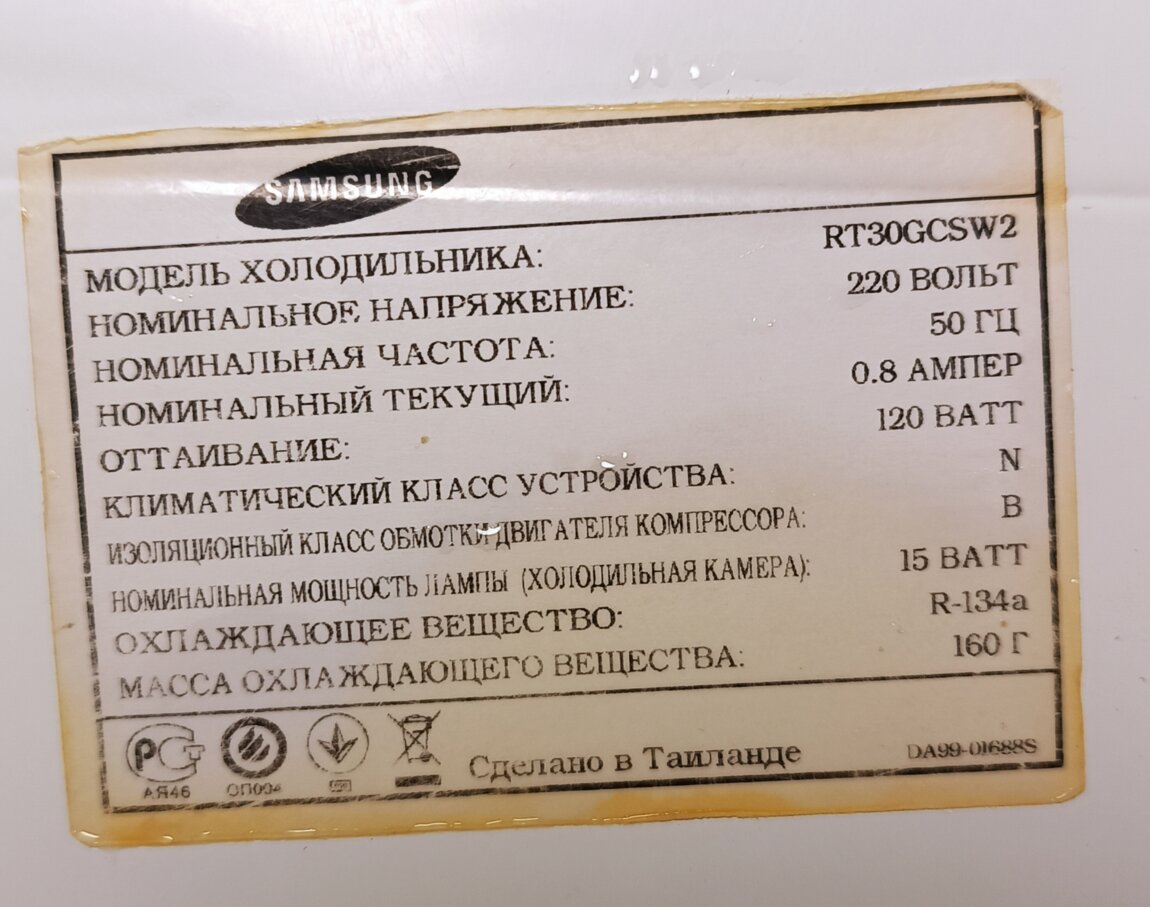 SAMSUNG
МОДЕЛЬ ХОЛОДИЛЬНИКА: RT30GCSW2
НОМИНАЛЬНОЕ НАПРЯЖЕНИЕ: 220 ВОЛЬТ
НОМИНАЛЬНАЯ ЧАСТОТА: 50 ГЦ
НОМИНАЛЬНЫЙ ТЕКУЩИЙ: 0.8 АМПЕР
ОТТАИВАНИЕ: 120 ВАТТ
КЛИМАТИЧЕСКИЙ КЛАСС УСТРОЙСТВА: N
ИЗОЛЯЦИОННЫЙ КЛАСС ОБМОТКИ ДВИГАТЕЛЯ КОМПРЕССОРА: B
НОМИНАЛЬНАЯ МОЩНОСТЬ ЛАМПЫ (ХОЛОДИЛЬНАЯ КАМЕРА): 15 ВАТТ
ОХЛАЖДАЮЩЕЕ ВЕЩЕСТВО: R-134a
МАССА ОХЛАЖДАЮЩЕГО ВЕЩЕСТВА: 160 Г
РСТ
АЯ46 ОП004 Сделано в Таиланде DA99-01688S